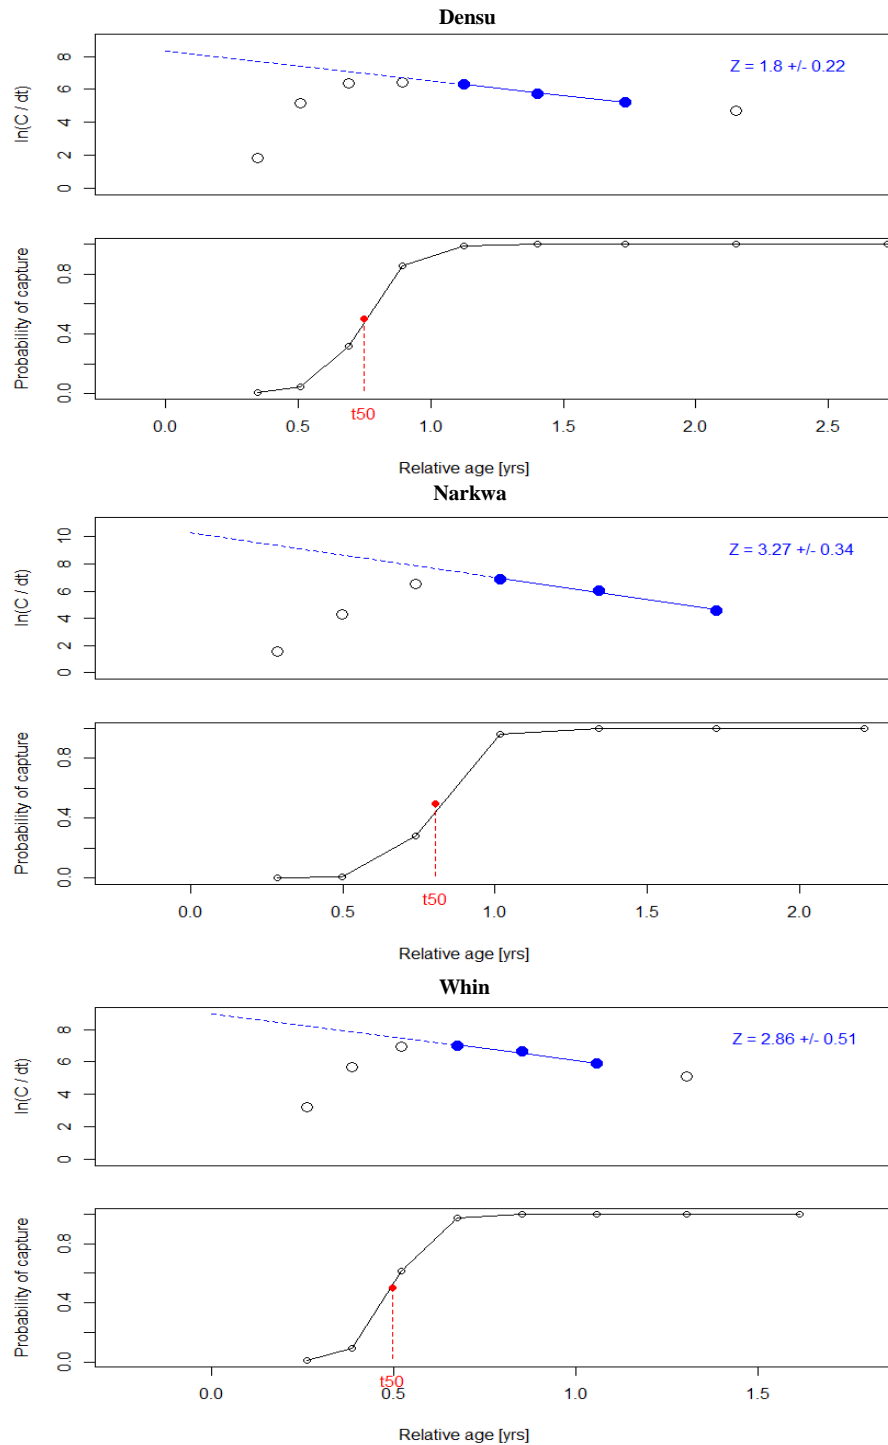 Densu
8
6
4
2
0
ln(C / dt)
Z = 1.8 +/- 0.22
0.8
0.4
0.0
Probability of capture
t50
0.0 0.5 1.0 1.5 2.0 2.5
Relative age [yrs]
Narkwa
10
8
6
4
2
0
ln(C / dt)
Z = 3.27 +/- 0.34
0.8
0.4
0.0
Probability of capture
t50
0.0 0.5 1.0 1.5 2.0
Relative age [yrs]
Whin
8
6
4
2
0
ln(C / dt)
Z = 2.86 +/- 0.51
0.8
0.4
0.0
Probability of capture
t50
0.0 0.5 1.0 1.5
Relative age [yrs]